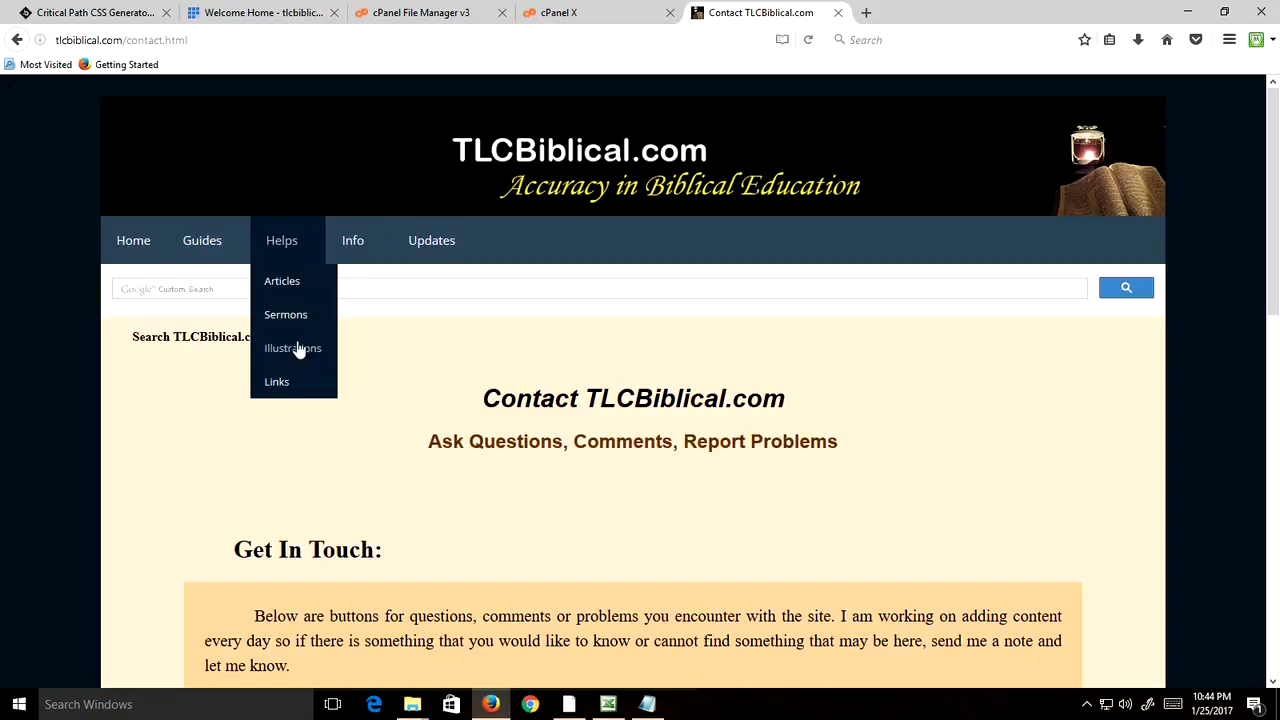 Critical Path CSS Generato...
Welcome Home - tlcbiblic...
cPanel File Manager v3
cPanel X
Contact TLCBiblical.com
tlcbiblical.com/contact.html
Search
Most Visited
Getting Started
TLCBiblical.com
Accuracy in Biblical Education
Home
Guides
Helps
Info
Updates
Articles
Sermons
Illustrations
Links
Google™ Custom Search
Search TLCBiblical.c
Contact TLCBiblical.com
Ask Questions, Comments, Report Problems
Get In Touch:
Below are buttons for questions, comments or problems you encounter with the site. I am working on adding content
every day so if there is something that you would like to know or cannot find something that may be here, send me a note and
let me know.
Search Windows
10:44 PM
1/25/2017